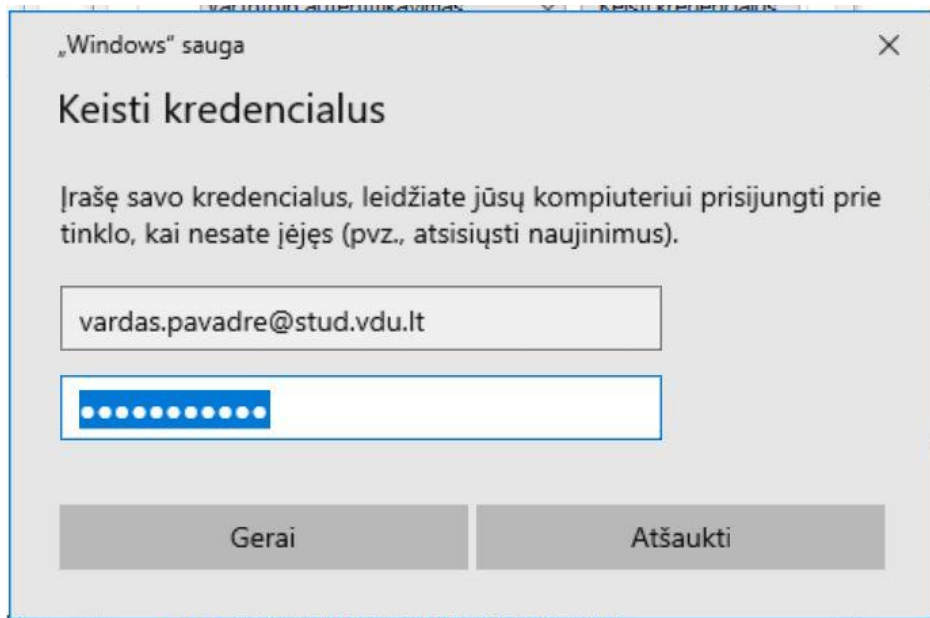 „Windows“ sauga
Keisti kredencialus
Įrašę savo kredencialus, leidžiate jūsų kompiuteriui prisijungti prie
tinklo, kai nesate įėjęs (pvz., atsisiųsti naujinimus).
vardas.pavadre@stud.vdu.lt
Gerai
Atšaukti